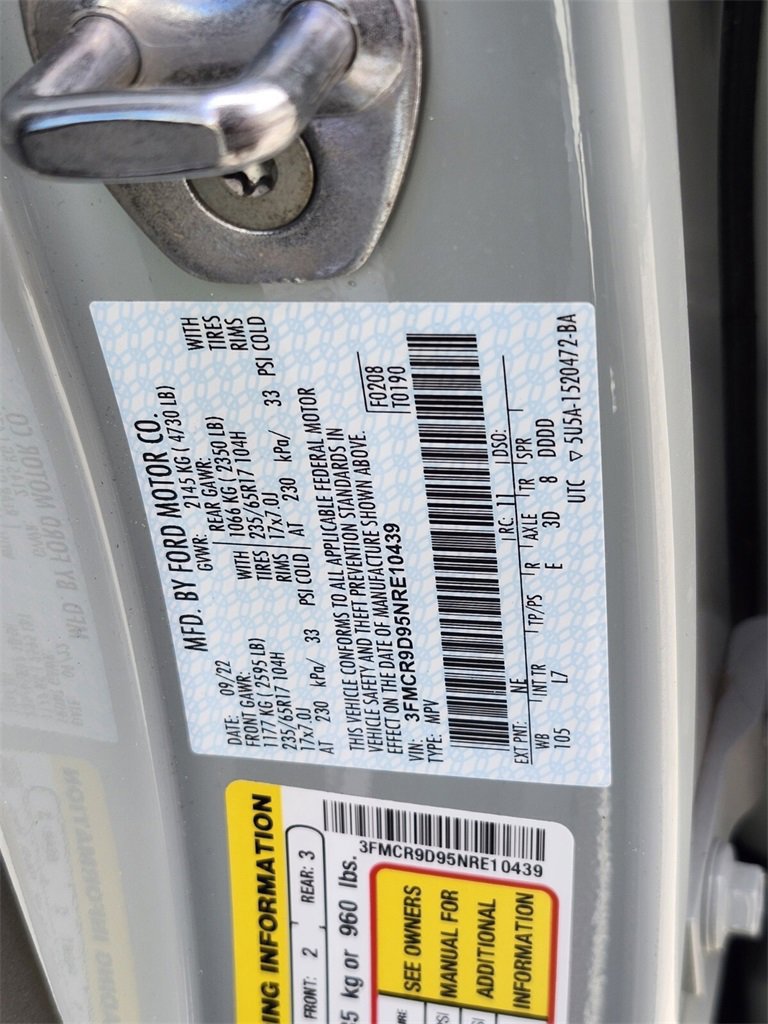 MFD. BY FORD MOTOR CO.
DATE: 09/22 GVWR: 2145 KG ( 4730 LB)
FRONT GAWR: REAR GAWR:
1177 KG ( 2595 LB) WITH 1066 KG ( 2350 LB) WITH
235/65R17 104H TIRES 235/65R17 104H TIRES
17x7.0J RIMS 17x7.0J RIMS
AT 230 kPa/ 33 PSI COLD AT 230 kPa/ 33 PSI COLD
THIS VEHICLE CONFORMS TO ALL APPLICABLE FEDERAL MOTOR
VEHICLE SAFETY AND THEFT PREVENTION STANDARDS IN
EFFECT ON THE DATE OF MANUFACTURE SHOWN ABOVE.
VIN: 3FMCR9D95NRE10439 F0208
TYPE: MPV T0190
EXT PNT: NE RC: 11 DSO:
WB INT TR TP/PS R AXLE TR SPR
105 L7 E 3D 8 DDDD
UTC ▽ 5U5A-1520472-BA
ING INFORMATION
FRONT: 2 REAR: 3
kg or 960 lbs.
3FMCR9D95NRE10439
SEE OWNERS
MANUAL FOR
ADDITIONAL
INFORMATION